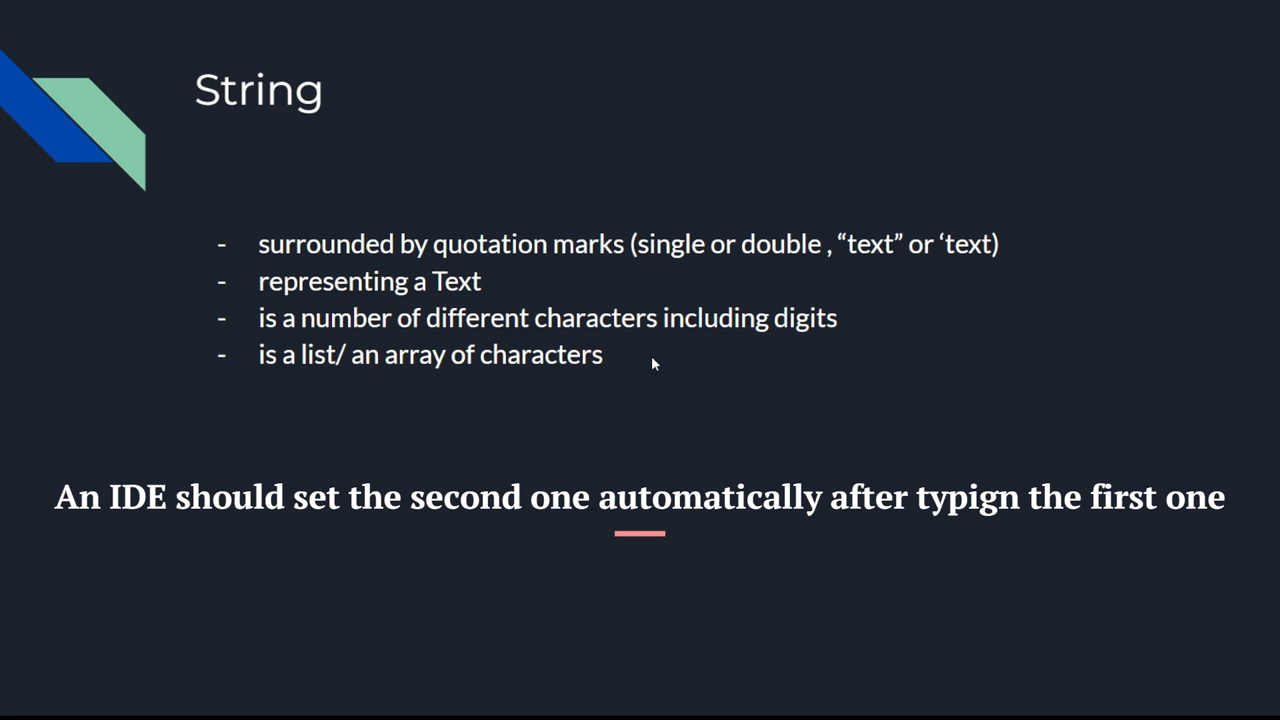 String
- surrounded by quotation marks (single or double , “text” or ‘text)
- representing a Text
- is a number of different characters including digits
- is a list/ an array of characters
An IDE should set the second one automatically after typign the first one